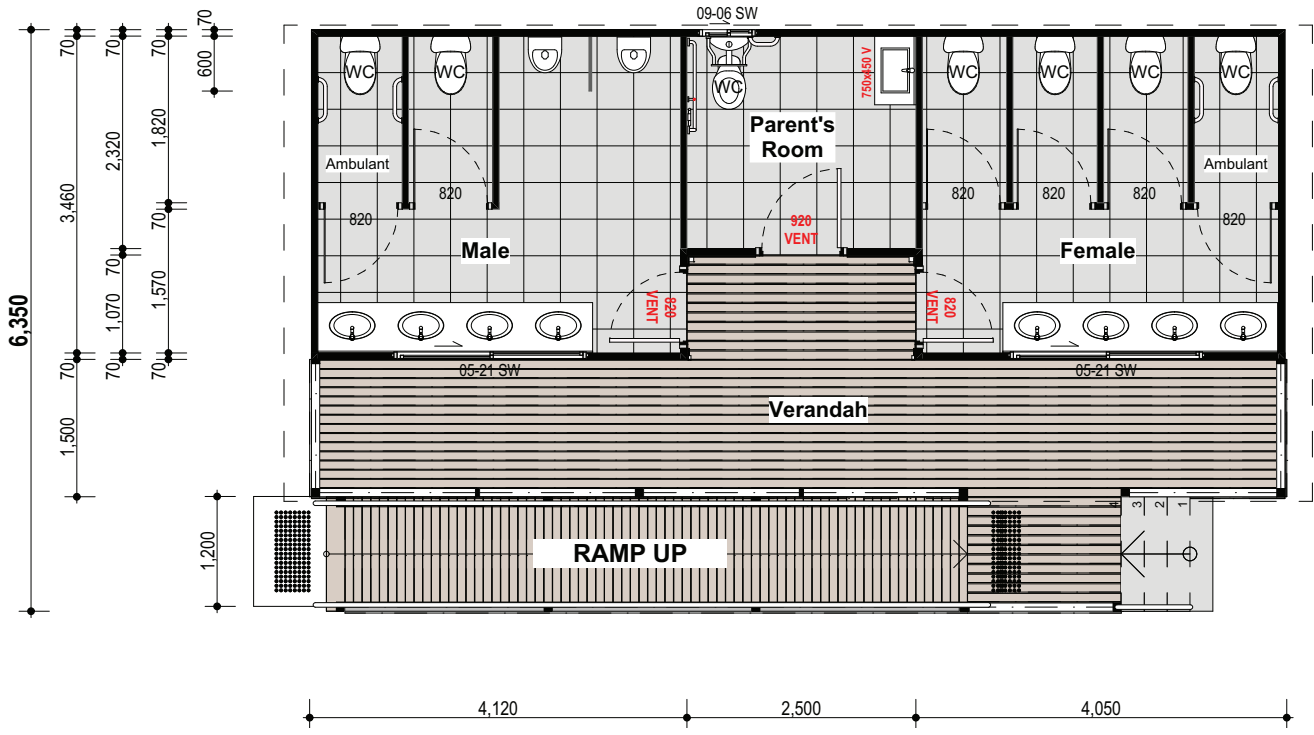 09-06 SW
70
70
70
70
600
WC
WC
WC
WC
WC
WC
WC
750x450 V
Parent's
Room
1,820
2,320
3,460
Ambulant
Ambulant
820
820
820
820
820
820
920
VENT
70
70
Male
Female
6,350
1,570
1,070
820
VENT
820
VENT
70
70
70
05-21 SW
05-21 SW
Verandah
1,500
4
3
2
1
1,200
RAMP UP
4,120
2,500
4,050